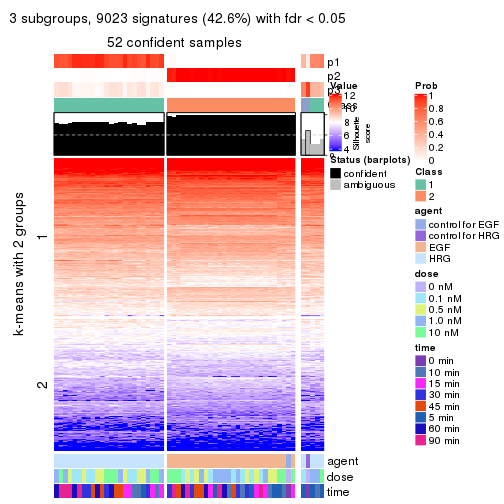 3 subgroups, 9023 signatures (42.6%) with fdr < 0.05
52 confident samples
p1
p2
p3
Class
Silhouette
score
k-means with 2 groups
1
2
agent
dose
time
Value
12
10
8
6
4
Status (barplots)
confident
ambiguous
Prob
1
0.8
0.6
0.4
0.2
0
Class
1
2
agent
control for EGF
control for HRG
EGF
HRG
dose
0 nM
0.1 nM
0.5 nM
1.0 nM
10 nM
time
0 min
10 min
15 min
30 min
45 min
5 min
60 min
90 min